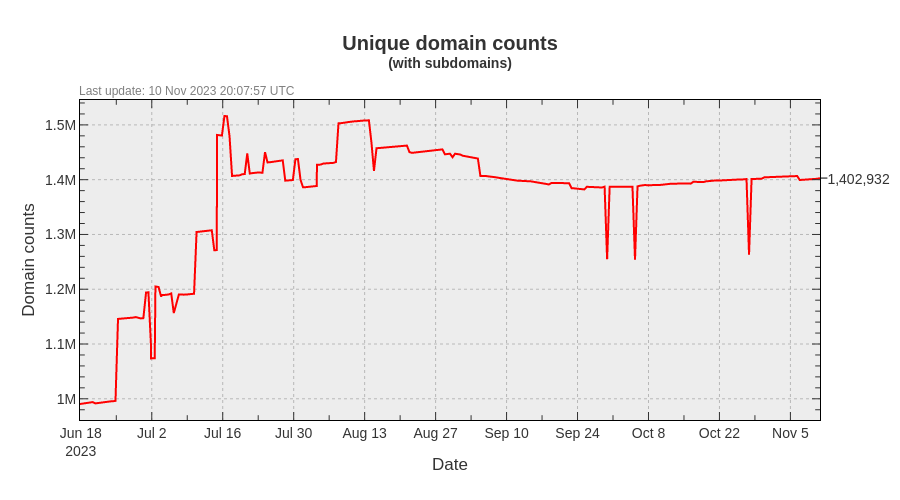 Unique domain counts
(with subdomains)
Last update: 10 Nov 2023 20:07:57 UTC
1.5M
1.4M
1.3M
1.2M
1.1M
1M
1,402,932
Domain counts
Jun 18 Jul 2 Jul 16 Jul 30 Aug 13 Aug 27 Sep 10 Sep 24 Oct 8 Oct 22 Nov 5
2023
Date